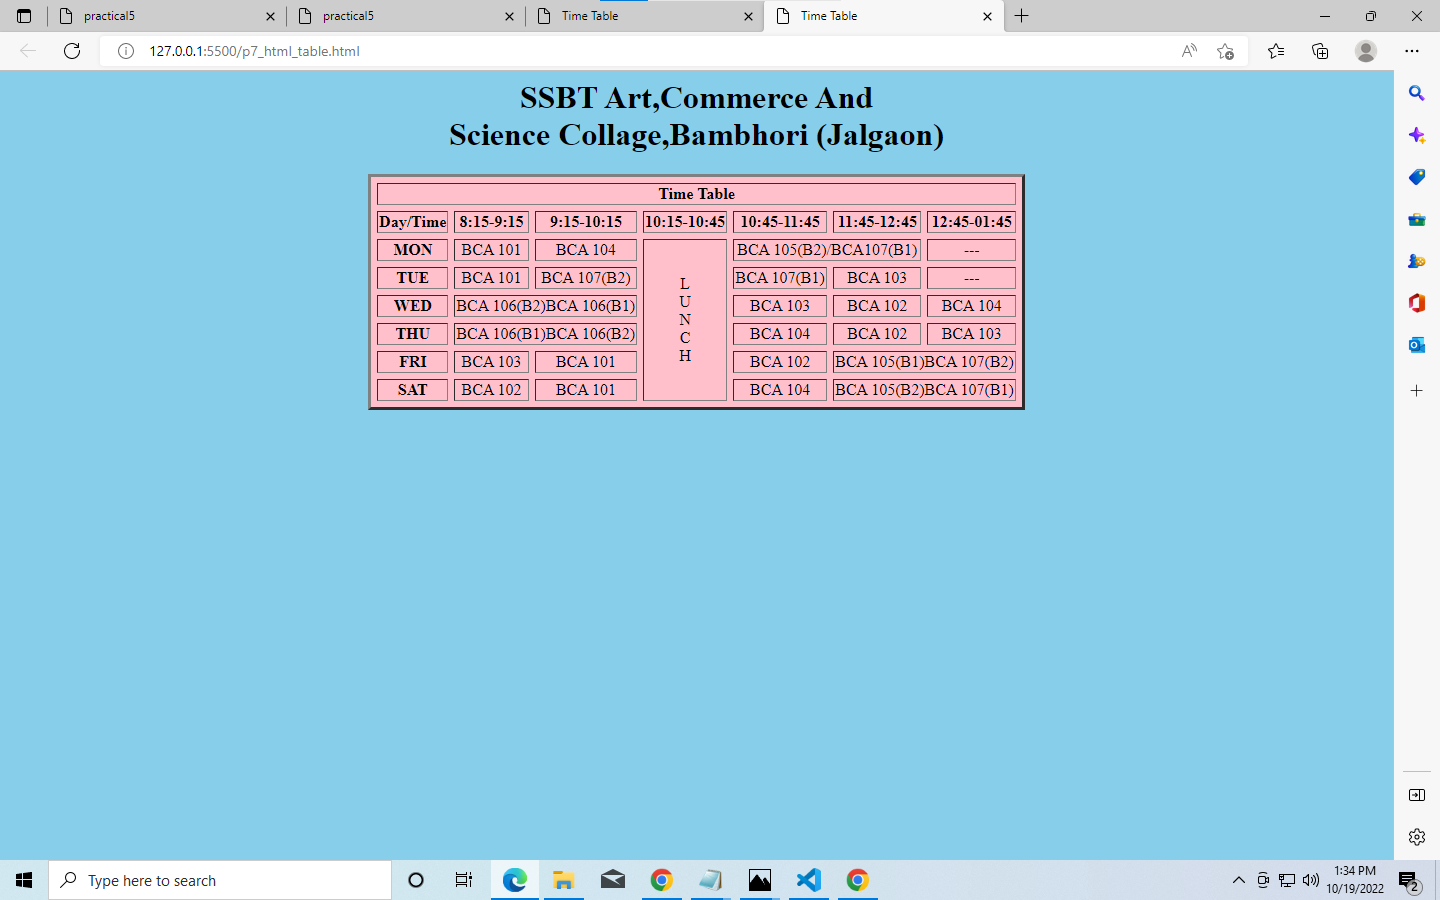 practical5
practical5
Time Table
Time Table
127.0.0.1:5500/p7_html_table.html
SSBT Art,Commerce And
Science Collage,Bambhori (Jalgaon)
Time Table
Day/Time 8:15-9:15 9:15-10:15 10:15-10:45 10:45-11:45 11:45-12:45 12:45-01:45
MON BCA 101 BCA 104 BCA 105(B2)/BCA107(B1) ---
TUE BCA 101 BCA 107(B2) BCA 107(B1) BCA 103 ---
WED BCA 106(B2)BCA 106(B1) BCA 103 BCA 102 BCA 104
THU BCA 106(B1)BCA 106(B2) BCA 104 BCA 102 BCA 103
FRI BCA 103 BCA 101 BCA 102 BCA 105(B1)BCA 107(B2)
SAT BCA 102 BCA 101 BCA 104 BCA 105(B2)BCA 107(B1)
L
U
N
C
H
Type here to search
1:34 PM
10/19/2022
2